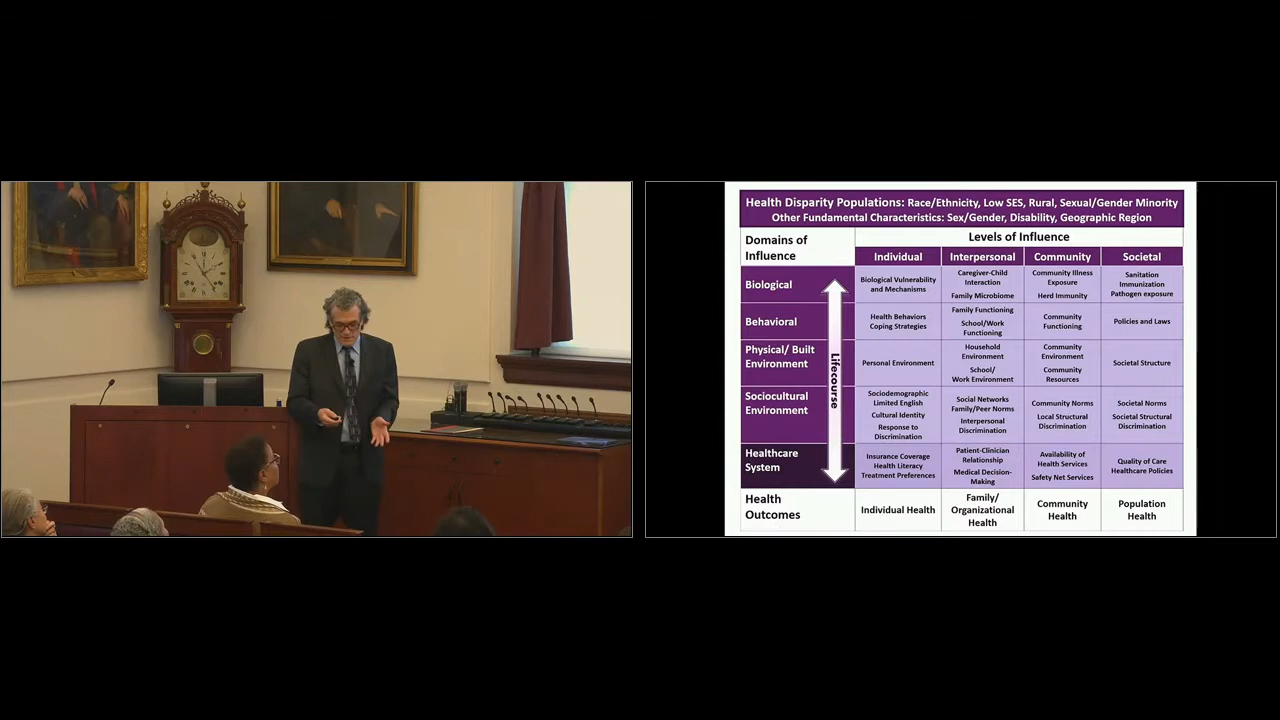 Health Disparity Populations: Race/Ethnicity, Low SES, Rural, Sexual/Gender Minority
Other Fundamental Characteristics: Sex/Gender, Disability, Geographic Region
Domains of
Influence
Levels of Influence
Individual
Interpersonal
Community
Societal
Biological
Biological Vulnerability
and Mechanisms
Caregiver-Child
Interaction
Family Microbiome
Community Illness
Exposure
Herd Immunity
Sanitation
Immunization
Pathogen exposure
Behavioral
Health Behaviors
Coping Strategies
Family Functioning
School/Work
Functioning
Community
Functioning
Policies and Laws
Physical/ Built
Environment
Personal Environment
Household
Environment
School/
Work Environment
Community
Environment
Community
Resources
Societal Structure
Sociocultural
Environment
Sociodemographic
Limited English
Cultural Identity
Response to
Discrimination
Social Networks
Family/Peer Norms
Interpersonal
Discrimination
Community Norms
Local Structural
Discrimination
Societal Norms
Societal Structural
Discrimination
Healthcare
System
Insurance Coverage
Health Literacy
Treatment Preferences
Patient-Clinician
Relationship
Medical Decision-
Making
Availability of
Health Services
Safety Net Services
Quality of Care
Healthcare Policies
Lifecourse
Health
Outcomes
Individual Health
Family/
Organizational
Health
Community
Health
Population
Health